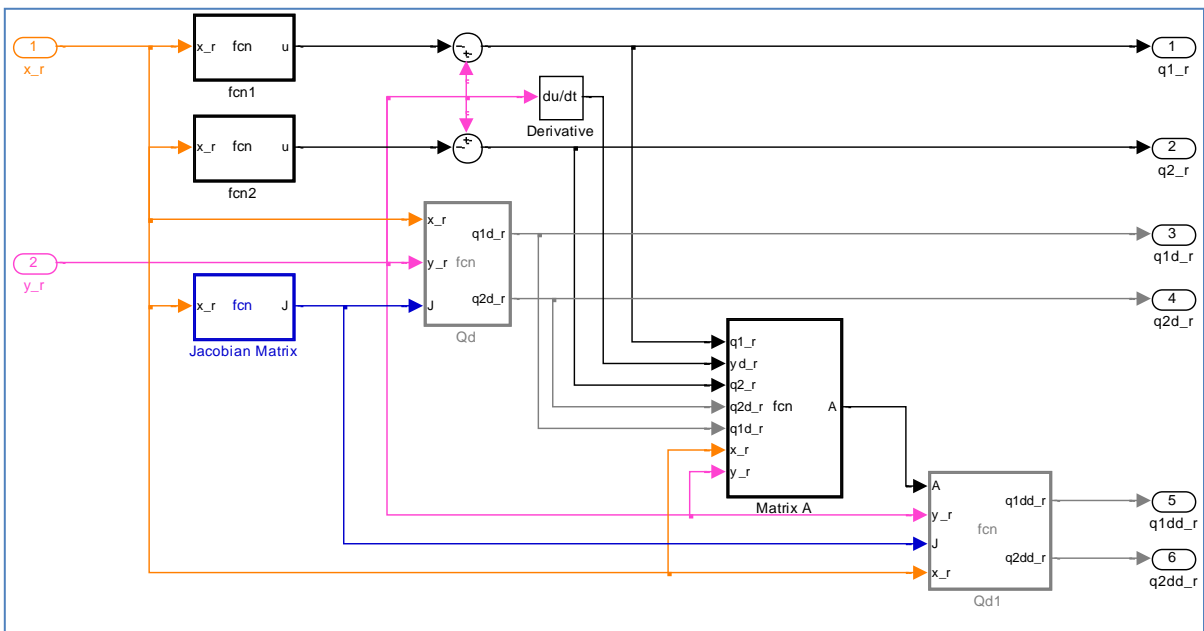 1
x_r
x_r fcn u
fcn1
du/dt
Derivative
1
q1_r
x_r fcn u
fcn2
2
q2_r
2
y_r
x_r
y_r
J
fcn
q1d_r
q2d_r
Qd
3
q1d_r
4
q2d_r
x_r fcn J
Jacobian Matrix
q1_r
yd_r
q2_r
q2d_r
q1d_r
x_r
y_r
fcn
A
Matrix A
A
y_r
J
x_r
fcn
q1dd_r
q2dd_r
Qd1
5
q1dd_r
6
q2dd_r